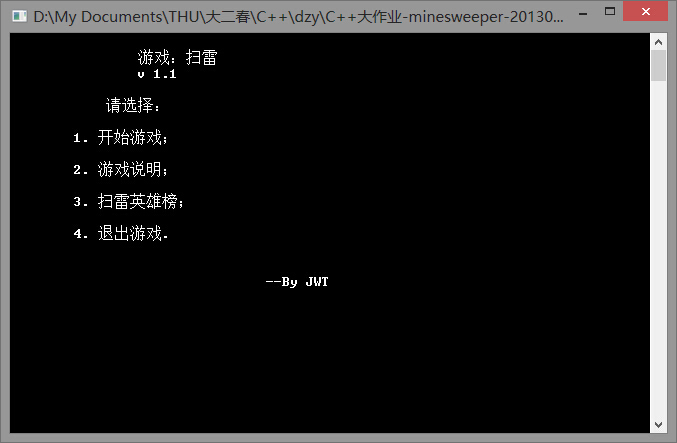 D:\My Documents\THU\大二春\C++\dzy\C++大作业-minesweeper-20130...
游戏：扫雷
v 1.1
请选择：
1. 开始游戏；
2. 游戏说明；
3. 扫雷英雄榜；
4. 退出游戏.
--By JWT